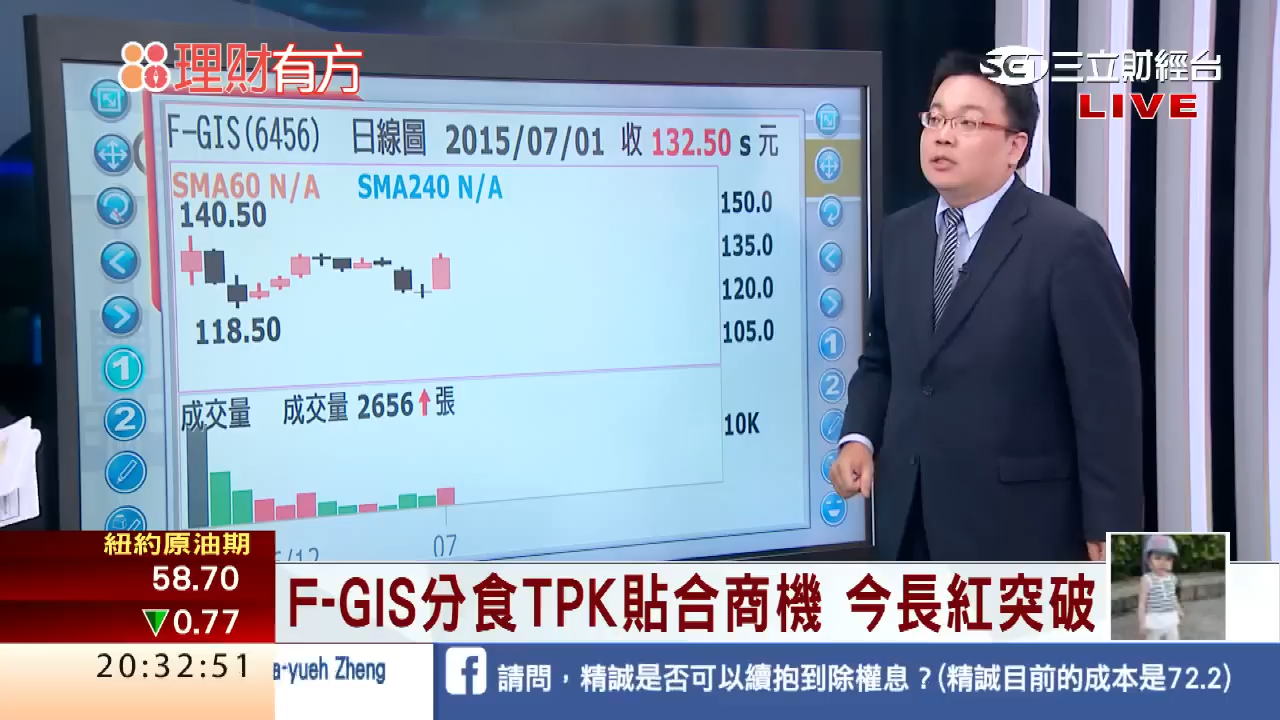 理財有方
三立財經台
LIVE
F-GIS(6456) 日線圖 2015/07/01 收 132.50 s 元
SMA60 N/A SMA240 N/A
140.50
118.50
150.0
135.0
120.0
105.0
成交量 成交量 2656↑張
10K
07
1
2
1
2
紐約原油期
58.70
▼0.77
F-GIS分食TPK貼合商機 今長紅突破
20:32:51
a-yueh Zheng
請問，精誠是否可以續抱到除權息？(精誠目前的成本是72.2)